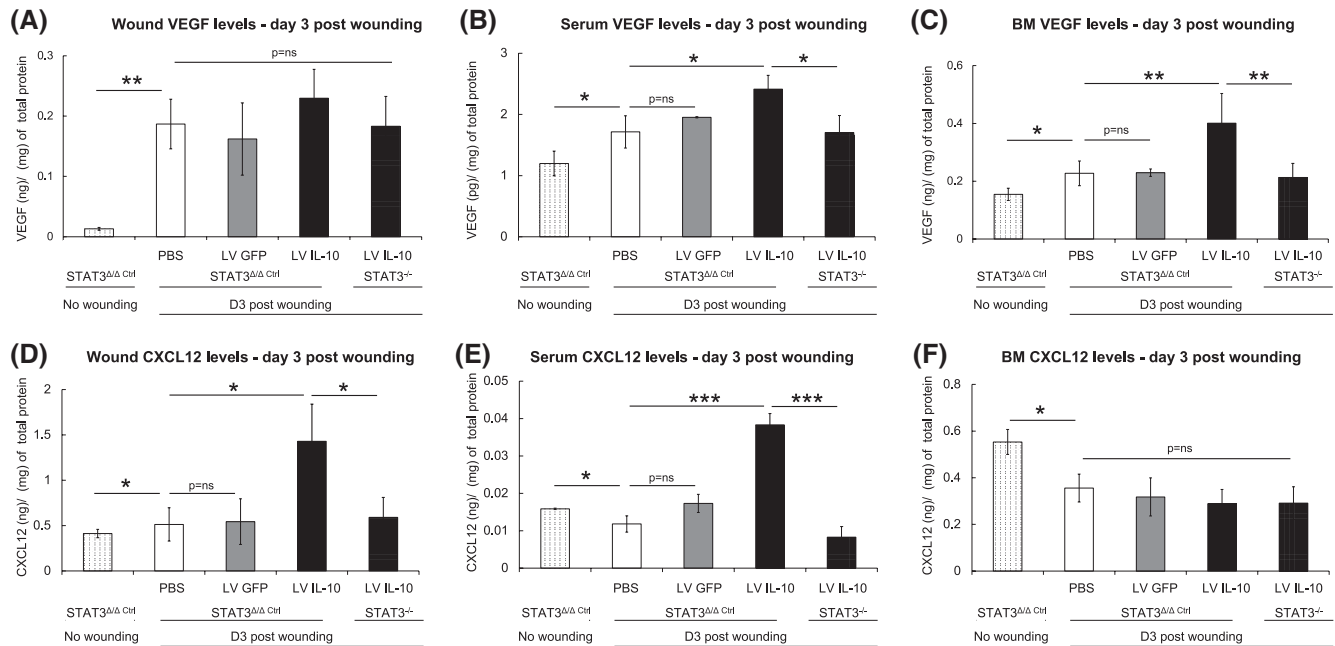 (A) Wound VEGF levels - day 3 post wounding
VEGF (ng)/ (mg) of total protein
0,3
0,2
0,1
0
**
p=ns
PBS LV GFP LV IL-10 LV IL-10
STAT3Δ/Δ Ctrl STAT3Δ/Δ Ctrl STAT3-/-
No wounding D3 post wounding
(B) Serum VEGF levels - day 3 post wounding
VEGF (pg)/ (mg) of total protein
3
2
1
0
* *
* p=ns
PBS LV GFP LV IL-10 LV IL-10
STAT3Δ/Δ Ctrl STAT3Δ/Δ Ctrl STAT3-/-
No wounding D3 post wounding
(C) BM VEGF levels - day 3 post wounding
VEGF (ng)/ (mg) of total protein
0.6
0.4
0.2
0
** **
* p=ns
PBS LV GFP LV IL-10 LV IL-10
STAT3Δ/Δ Ctrl STAT3Δ/Δ Ctrl STAT3-/-
No wounding D3 post wounding
(D) Wound CXCL12 levels - day 3 post wounding
CXCL12 (ng)/ (mg) of total protein
2
1.5
1
0.5
0
* *
* p=ns
PBS LV GFP LV IL-10 LV IL-10
STAT3Δ/Δ Ctrl STAT3Δ/Δ Ctrl STAT3-/-
No wounding D3 post wounding
(E) Serum CXCL12 levels - day 3 post wounding
CXCL12 (ng)/ (mg) of total protein
0.05
0.04
0.03
0.02
0.01
0
*** ***
* p=ns
PBS LV GFP LV IL-10 LV IL-10
STAT3Δ/Δ Ctrl STAT3Δ/Δ Ctrl STAT3-/-
No wounding D3 post wounding
(F) BM CXCL12 levels - day 3 post wounding
CXCL12 (ng)/ (mg) of total protein
0.8
0.6
0.4
0.2
0
*
p=ns
PBS LV GFP LV IL-10 LV IL-10
STAT3Δ/Δ Ctrl STAT3Δ/Δ Ctrl STAT3-/-
No wounding D3 post wounding